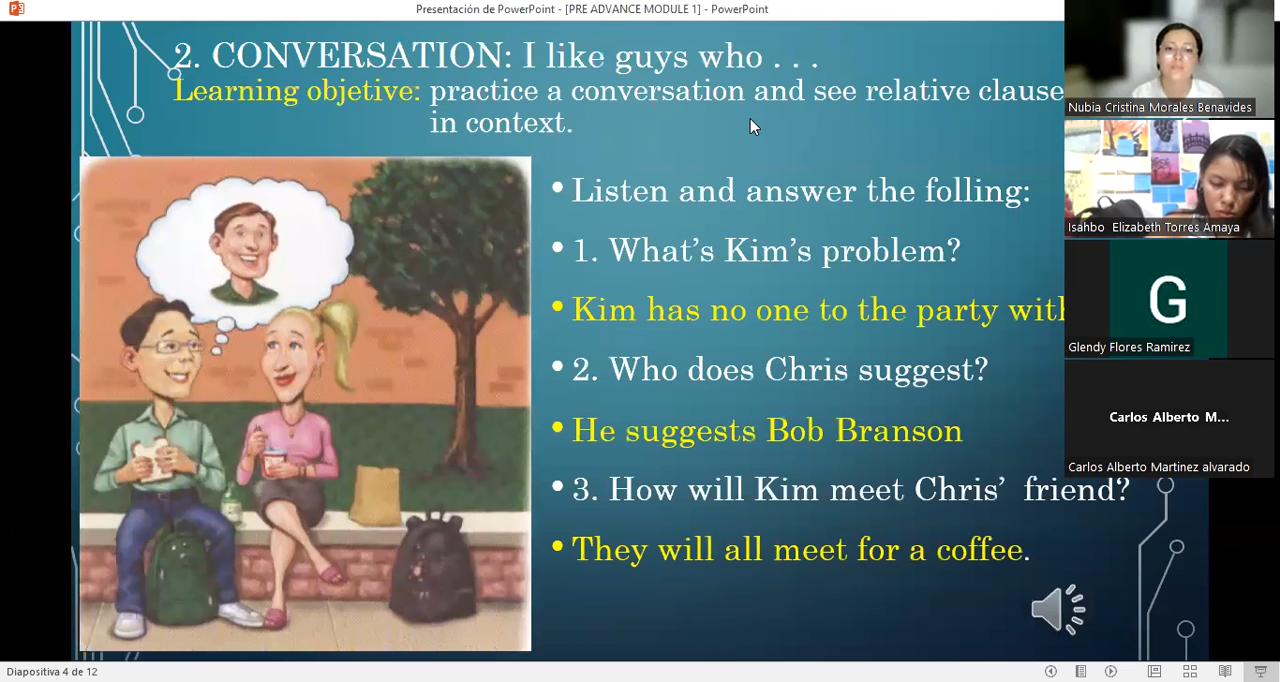 Presentación de PowerPoint - [PRE ADVANCE MODULE 1] - PowerPoint
2. CONVERSATION: I like guys who . . .
Learning objetive: practice a conversation and see relative clause
in context.
• Listen and answer the folling:
• 1. What's Kim's problem?
• Kim has no one to the party with
• 2. Who does Chris suggest?
• He suggests Bob Branson
• 3. How will Kim meet Chris' friend?
• They will all meet for a coffee.
Nubia Cristina Morales Benavides
Isahbo Elizabeth Torres Amaya
G
Glendy Flores Ramirez
Carlos Alberto M...
Carlos Alberto Martinez alvarado
Diapositiva 4 de 12